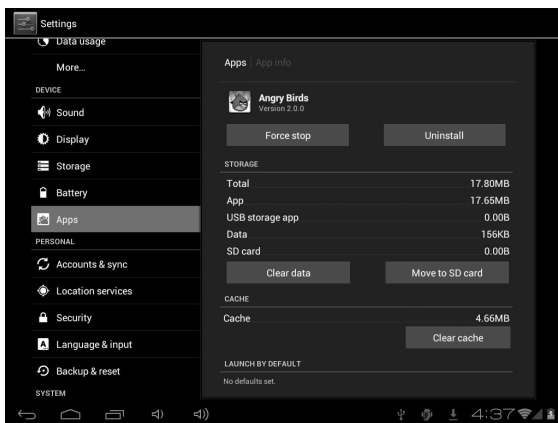 Settings
Data usage
More...
DEVICE
Sound
Display
Storage
Battery
Apps
PERSONAL
Accounts & sync
Location services
Security
A Language & input
Backup & reset
SYSTEM
Apps App info
Angry Birds
Version 2.0.0
Force stop Uninstall
STORAGE
Total 17.80MB
App 17.65MB
USB storage app 0.00B
Data 156KB
SD card 0.00B
Clear data Move to SD card
CACHE
Cache 4.66MB
Clear cache
LAUNCH BY DEFAULT
No defaults set.
4:37